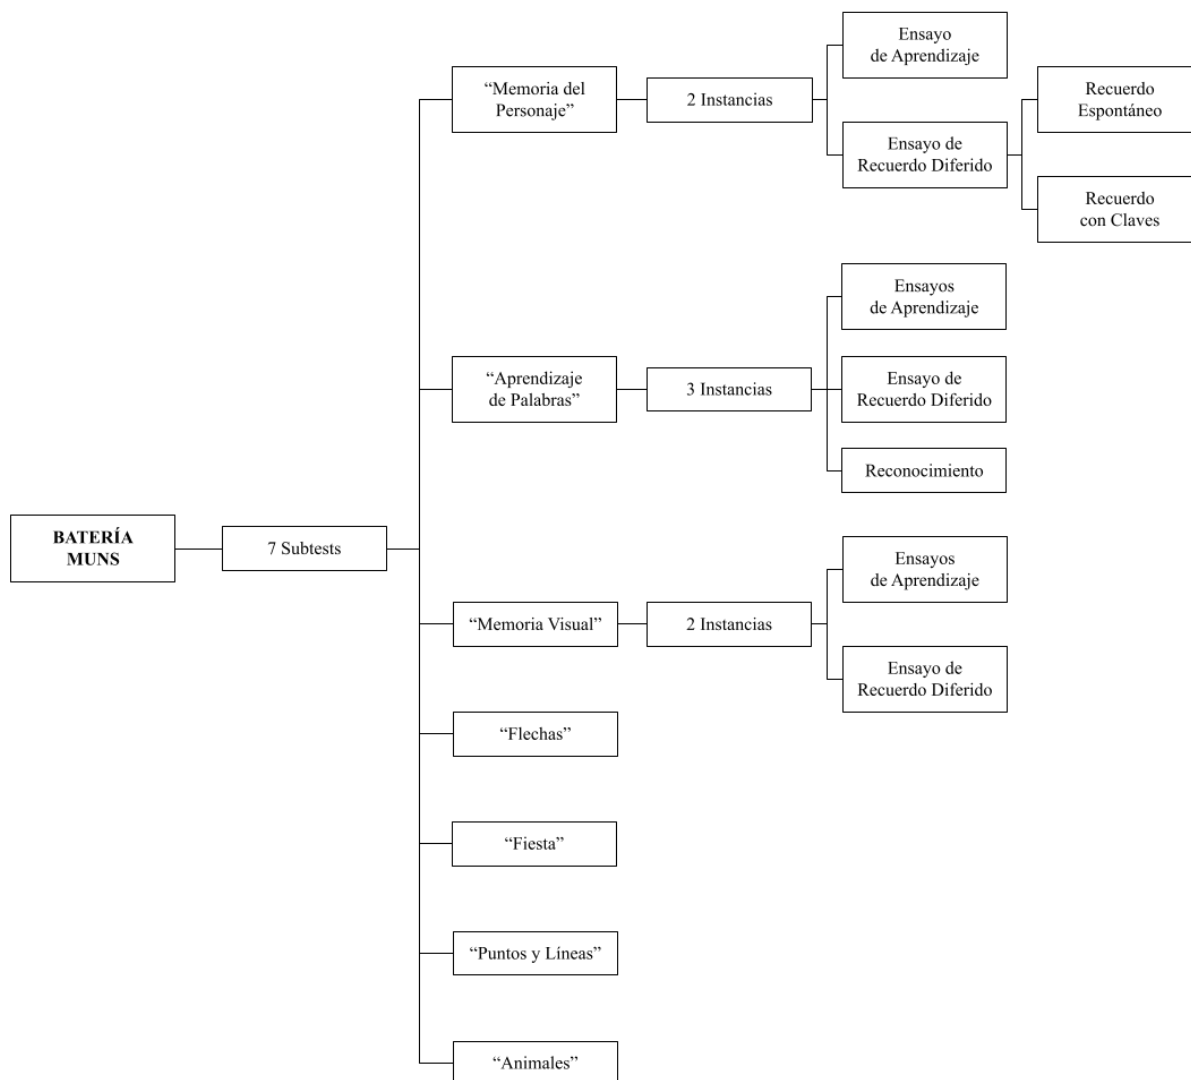 BATERÍA
MUNS
7 Subtests
“Memoria del
Personaje”
2 Instancias
Ensayo
de Aprendizaje
Ensayo de
Recuerdo Diferido
Recuerdo
Espontáneo
Recuerdo
con Claves
“Aprendizaje
de Palabras”
3 Instancias
Ensayos
de Aprendizaje
Ensayo de
Recuerdo Diferido
Reconocimiento
“Memoria Visual”
2 Instancias
Ensayos
de Aprendizaje
Ensayo de
Recuerdo Diferido
“Flechas”
“Fiesta”
“Puntos y Líneas”
“Animales”